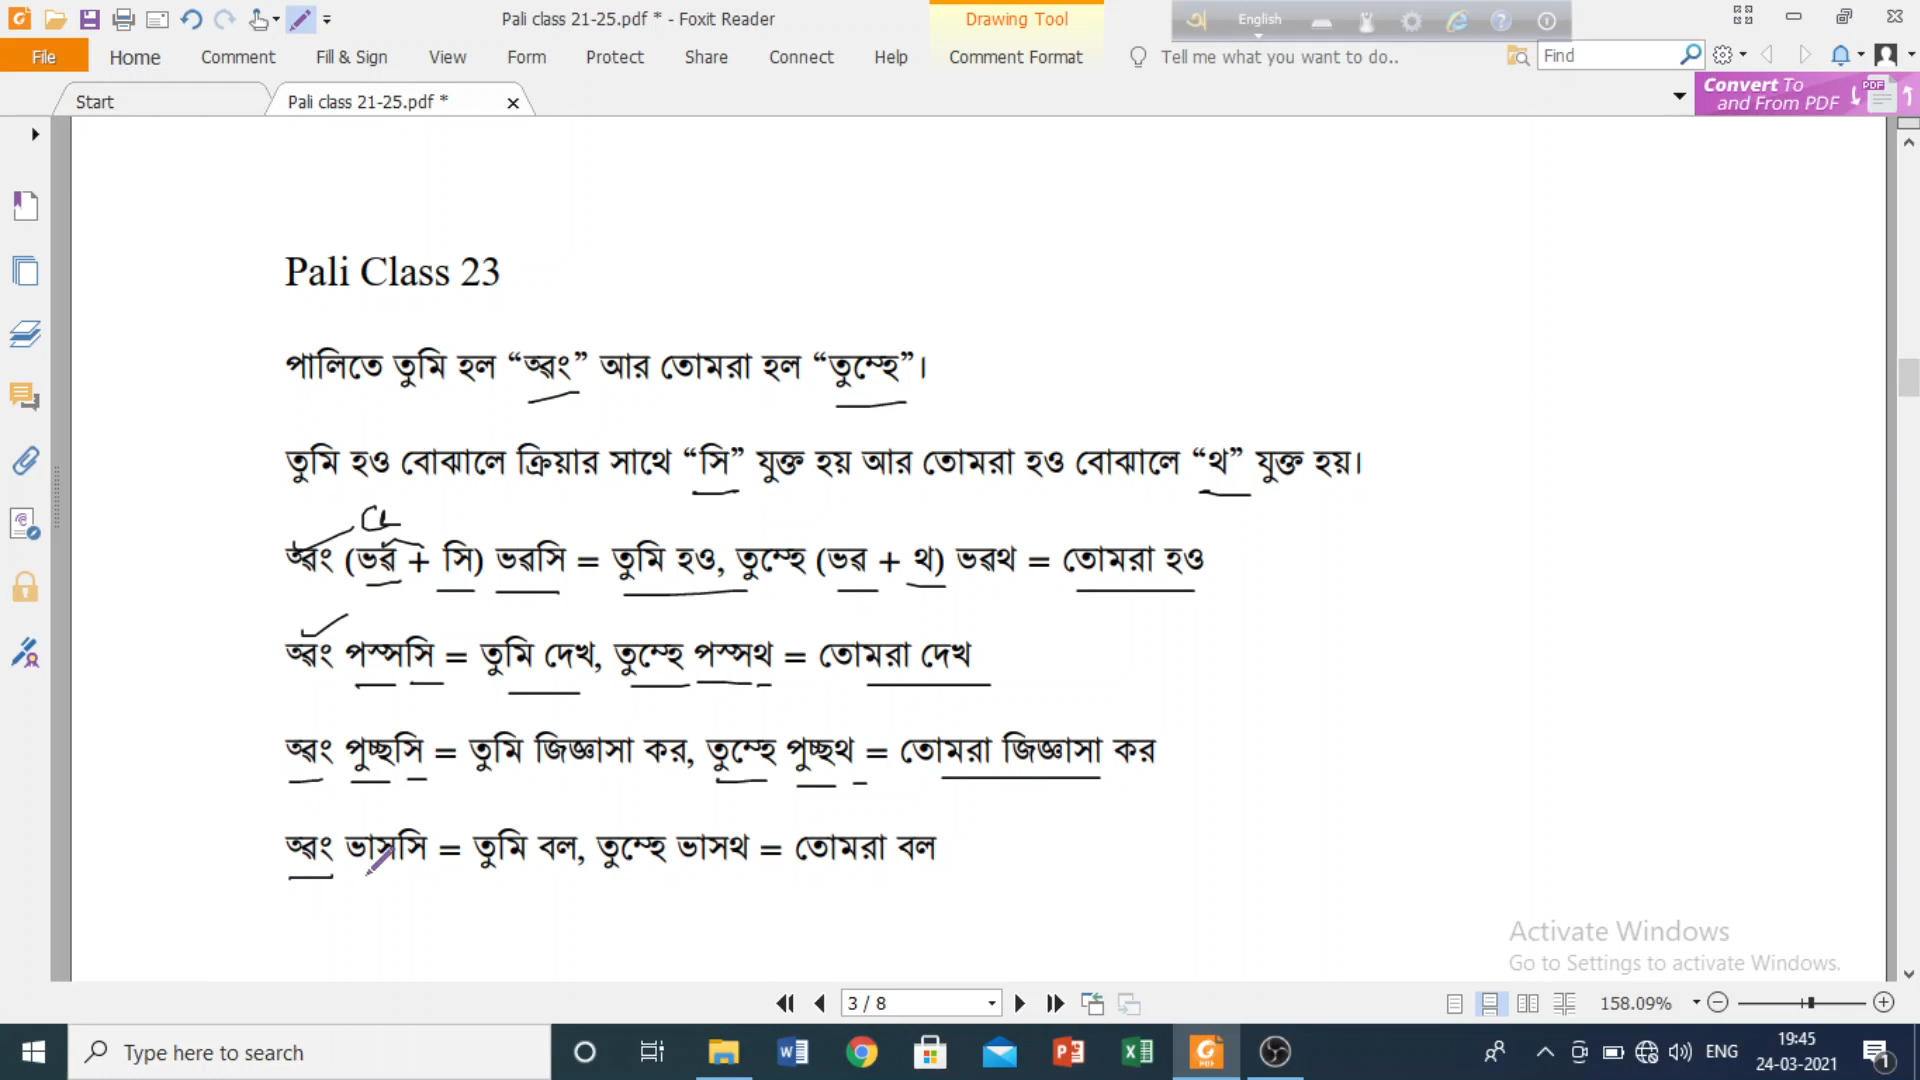 Pali class 21-25.pdf * - Foxit Reader
Drawing Tool
English
File Home Comment Fill & Sign View Form Protect Share Connect Help Comment Format Tell me what you want to do.. Find
Start Pali class 21-25.pdf *
Convert To
and From PDF
Pali Class 23
পালিতে তুমি হল “ত্ৱং” আর তোমরা হল “তুম্হে”।
তুমি হও বোঝালে ক্রিয়ার সাথে “সি” যুক্ত হয় আর তোমরা হও বোঝালে “থ” যুক্ত হয়।
ত্ৱং (ভৱ + সি) ভৱসি = তুমি হও, তুম্হে (ভৱ + থ) ভৱথ = তোমরা হও
ত্ৱং পস্সসি = তুমি দেখ, তুম্হে পস্সথ = তোমরা দেখ
ত্ৱং পুচ্ছসি = তুমি জিজ্ঞাসা কর, তুম্হে পুচ্ছথ = তোমরা জিজ্ঞাসা কর
ত্ৱং ভাসসি = তুমি বল, তুম্হে ভাসথ = তোমরা বল
Activate Windows
Go to Settings to activate Windows.
3 / 8
158.09%
Type here to search
ENG
19:45
24-03-2021
1